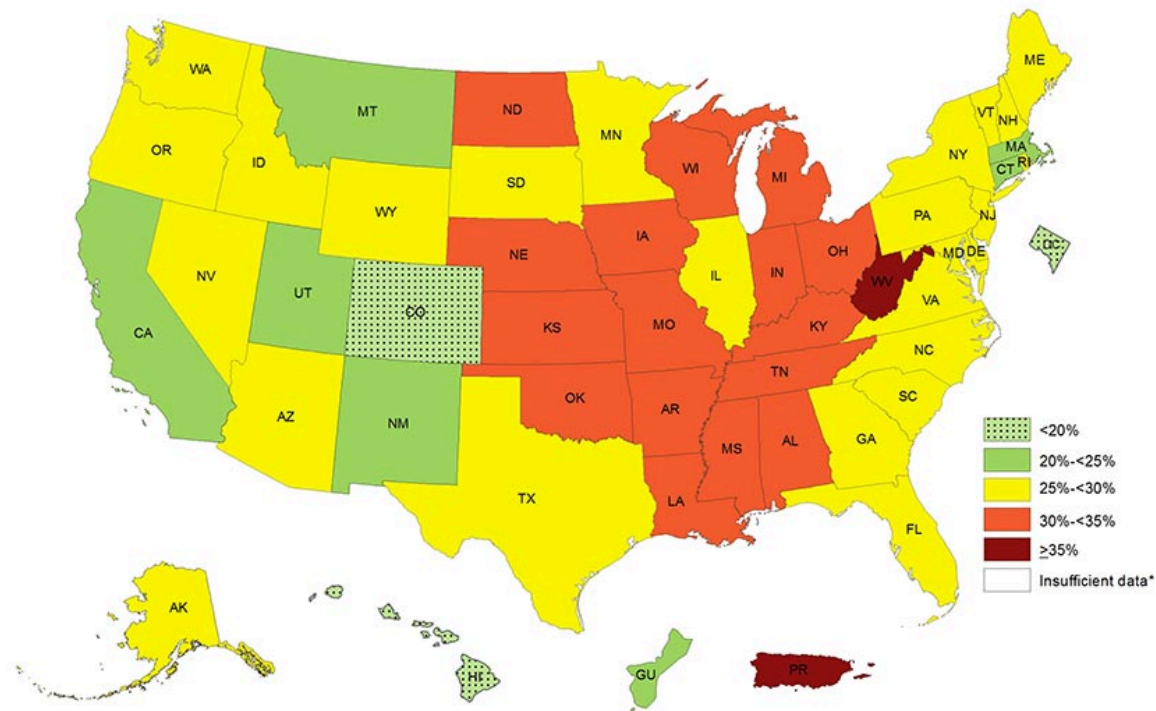 WA
MT
ND
MN
ME
VT
NH
OR
ID
SD
WI
MI
NY
MA
RI
CT
WY
IA
PA
NJ
NE
OH
MD
DE
DC
NV
UT
CO
IL
IN
WV
VA
CA
KS
MO
KY
NC
AZ
NM
OK
AR
TN
SC
MS
AL
GA
TX
LA
FL
AK
HI
GU
PR
<20%
20%-<25%
25%-<30%
30%-<35%
≥35%
Insufficient data*